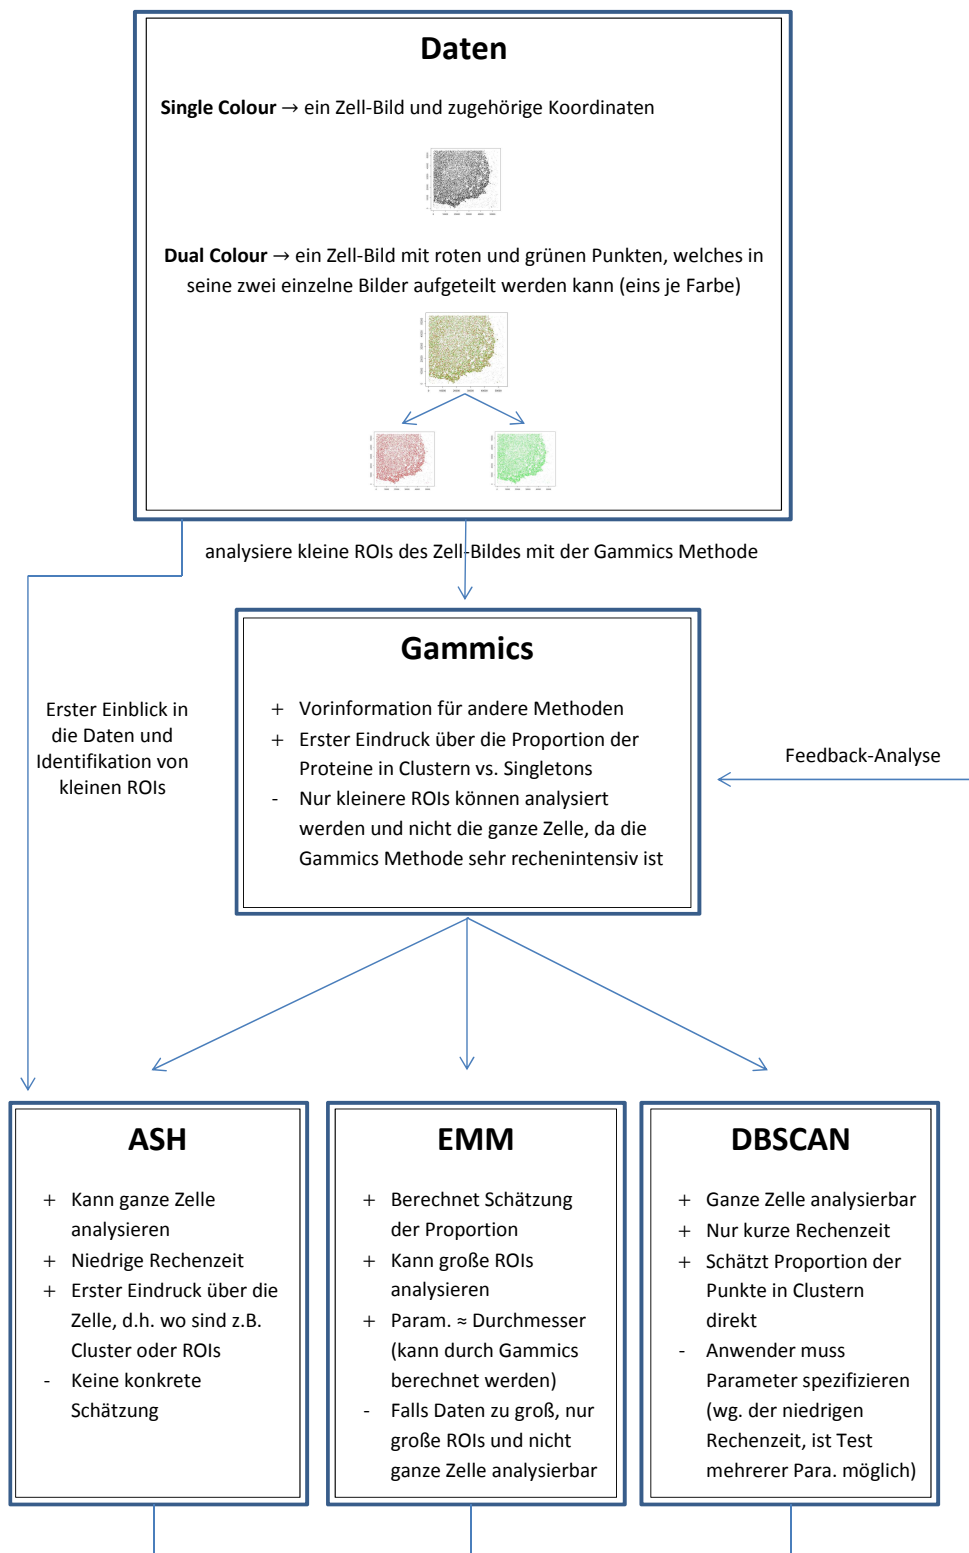 Daten
Single Colour → ein Zell-Bild und zugehörige Koordinaten
Dual Colour → ein Zell-Bild mit roten und grünen Punkten, welches in
seine zwei einzelne Bilder aufgeteilt werden kann (eins je Farbe)
analysiere kleine ROIs des Zell-Bildes mit der Gammics Methode
Gammics
+ Vorinformation für andere Methoden
+ Erster Eindruck über die Proportion der
Proteine in Clustern vs. Singletons
- Nur kleinere ROIs können analysiert
werden und nicht die ganze Zelle, da die
Gammics Methode sehr rechenintensiv ist
Erster Einblick in
die Daten und
Identifikation von
kleinen ROIs
Feedback-Analyse
ASH
+ Kann ganze Zelle
analysieren
+ Niedrige Rechenzeit
+ Erster Eindruck über die
Zelle, d.h. wo sind z.B.
Cluster oder ROIs
- Keine konkrete
Schätzung
EMM
+ Berechnet Schätzung
der Proportion
+ Kann große ROIs
analysieren
+ Param. ≈ Durchmesser
(kann durch Gammics
berechnet werden)
- Falls Daten zu groß, nur
große ROIs und nicht
ganze Zelle analysierbar
DBSCAN
+ Ganze Zelle analysierbar
+ Nur kurze Rechenzeit
+ Schätzt Proportion der
Punkte in Clustern
direkt
- Anwender muss
Parameter spezifizieren
(wg. der niedrigen
Rechenzeit, ist Test
mehrerer Para. möglich)